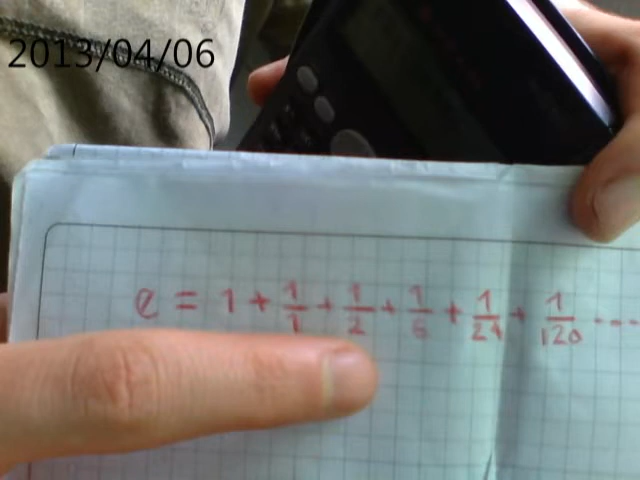 2013/04/06
e = 1 + 1/1 + 1/2 + 1/6 + 1/24 + 1/120 ....